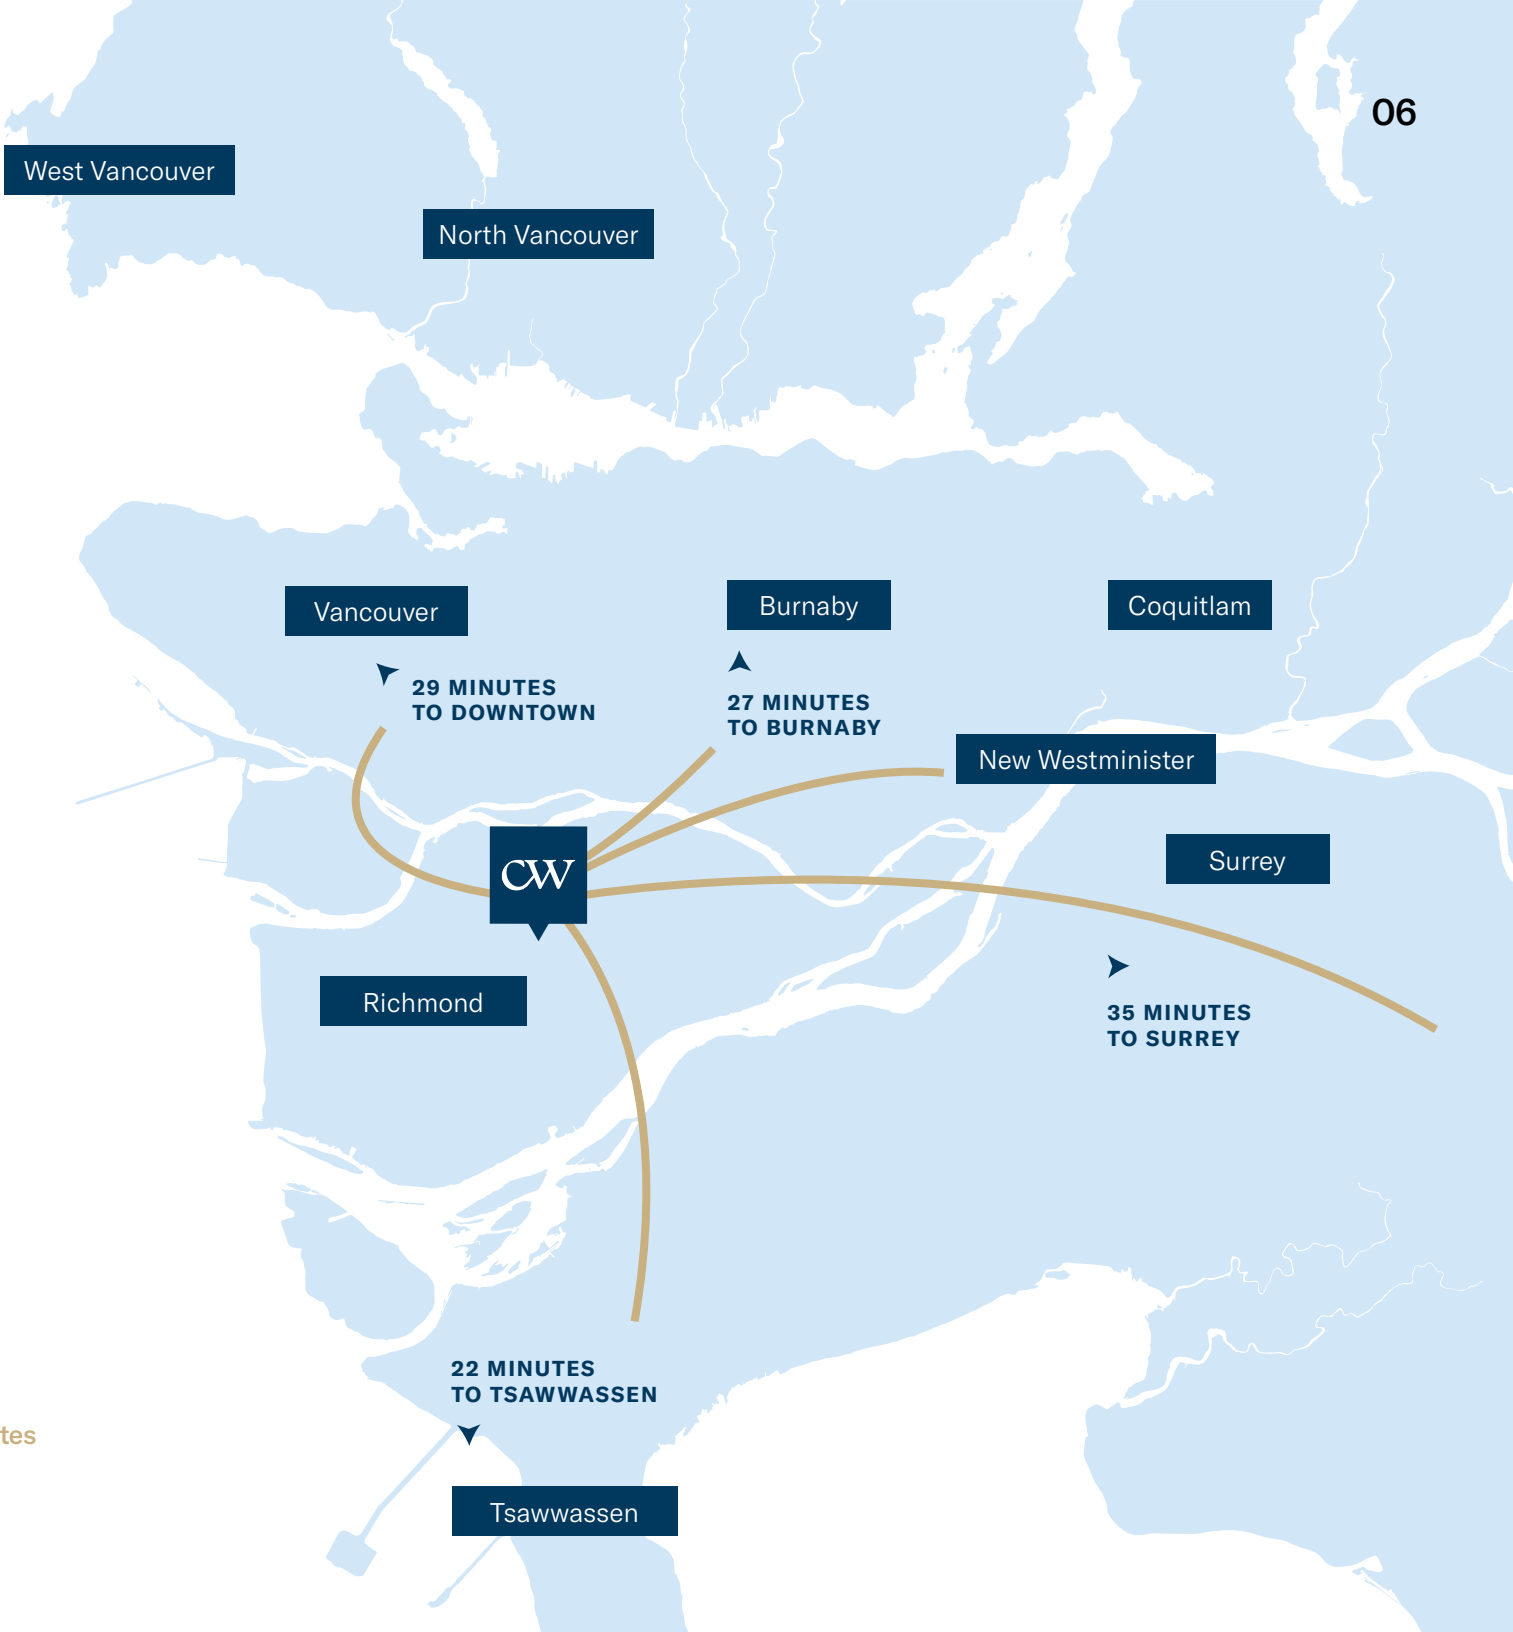 06
West Vancouver
North Vancouver
Vancouver
Burnaby
Coquitlam
29 MINUTES
TO DOWNTOWN
27 MINUTES
TO BURNABY
New Westminister
CW
Surrey
Richmond
35 MINUTES
TO SURREY
22 MINUTES
TO TSAWWASSEN
tes
Tsawwassen